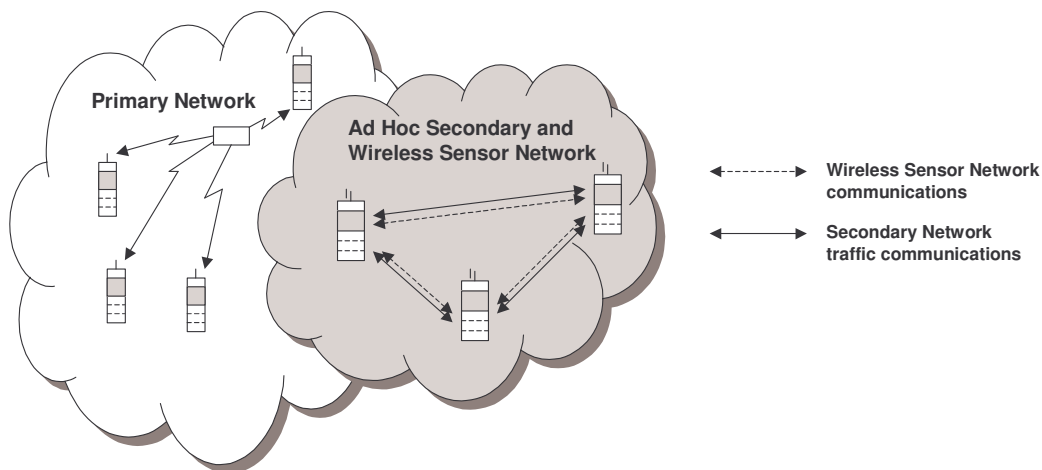 Primary Network
Ad Hoc Secondary and
Wireless Sensor Network
Wireless Sensor Network
communications
Secondary Network
traffic communications